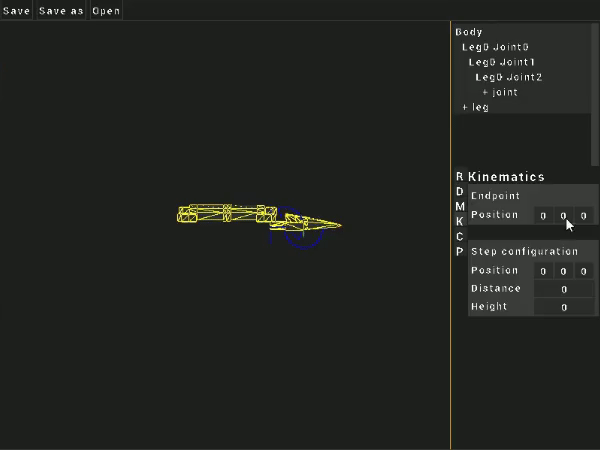 Save Save as Open
Body
Leg0 Joint0
Leg0 Joint1
Leg0 Joint2
+ joint
+ leg
R
D
M
K
C
P
Kinematics
Endpoint
Position 0 0 0
Step configuration
Position 0 0 0
Distance 0
Height 0